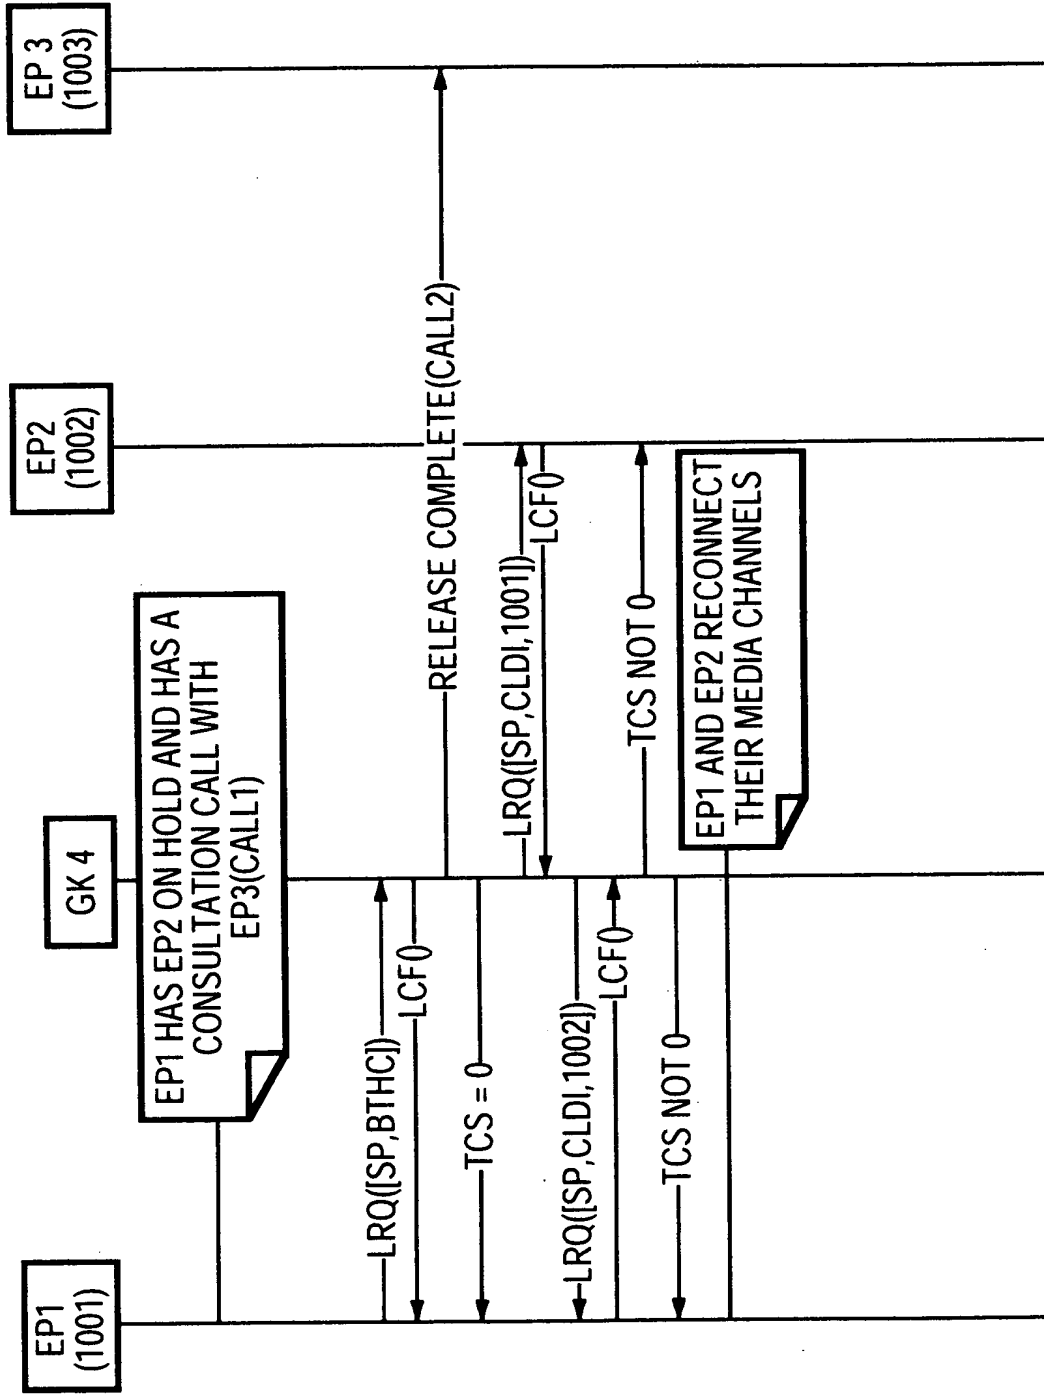 EP1
(1001)
GK 4
EP2
(1002)
EP 3
(1003)
EP1 HAS EP2 ON HOLD AND HAS A
CONSULTATION CALL WITH
EP3(CALL1)
LRQ([SP,BTHC])
LCF()
RELEASE COMPLETE(CALL2)
TCS = 0
LRQ([SP,CLDI,1001])
LCF()
LRQ([SP,CLDI,1002])
LCF()
TCS NOT 0
TCS NOT 0
EP1 AND EP2 RECONNECT
THEIR MEDIA CHANNELS